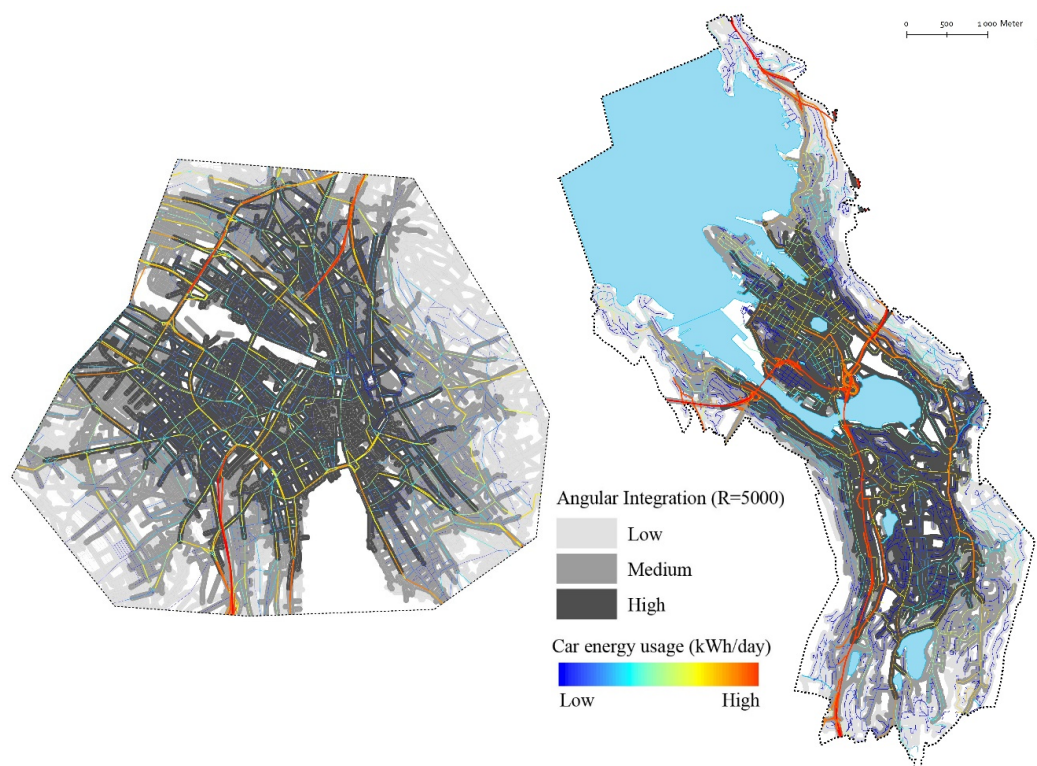 0 500 1 000 Meter
Angular Integration (R=5000)
Low
Medium
High
Car energy usage (kWh/day)
Low High